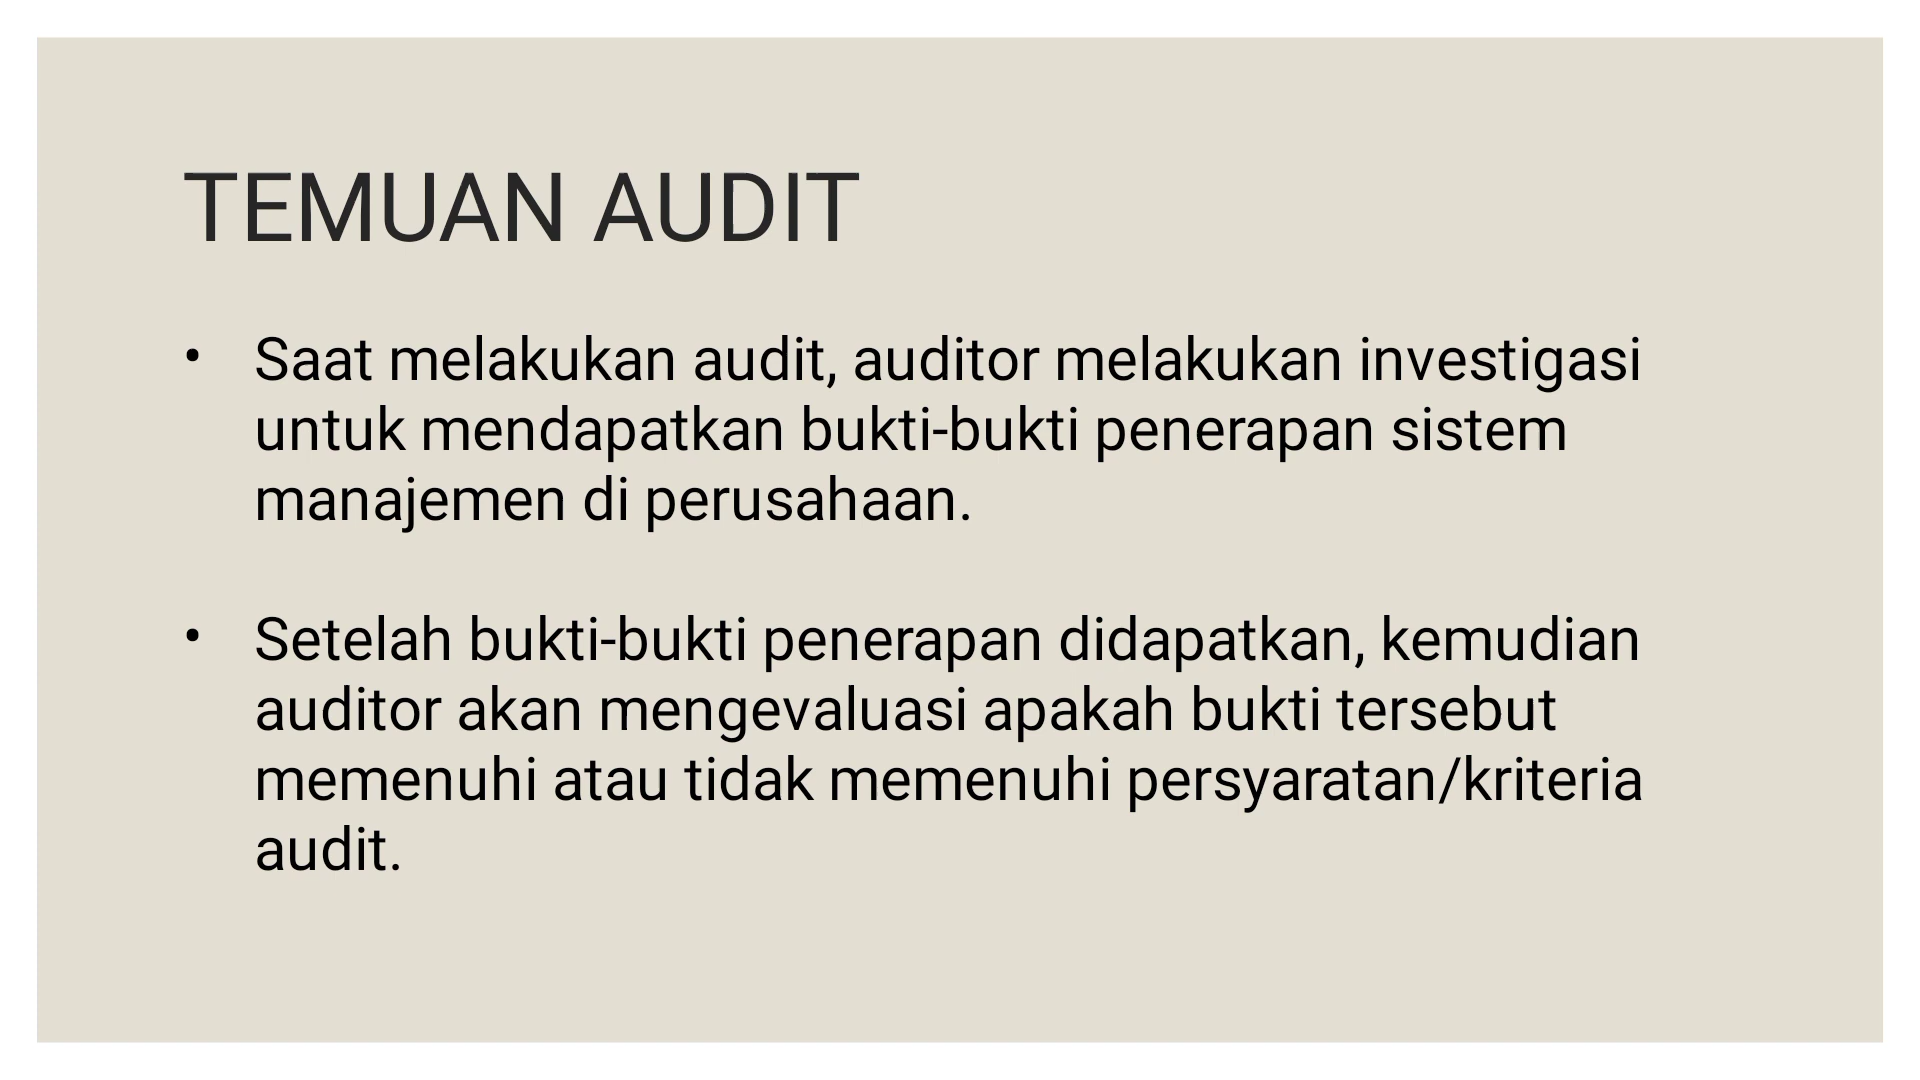 TEMUAN AUDIT
• Saat melakukan audit, auditor melakukan investigasi
untuk mendapatkan bukti-bukti penerapan sistem
manajemen di perusahaan.
• Setelah bukti-bukti penerapan didapatkan, kemudian
auditor akan mengevaluasi apakah bukti tersebut
memenuhi atau tidak memenuhi persyaratan/kriteria
audit.